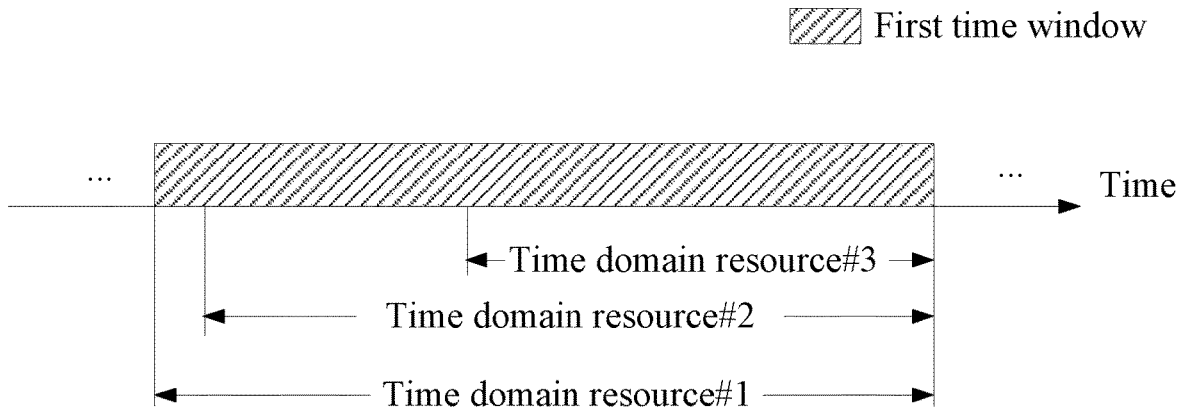 First time window
... ...
Time
Time domain resource#3
Time domain resource#2
Time domain resource#1